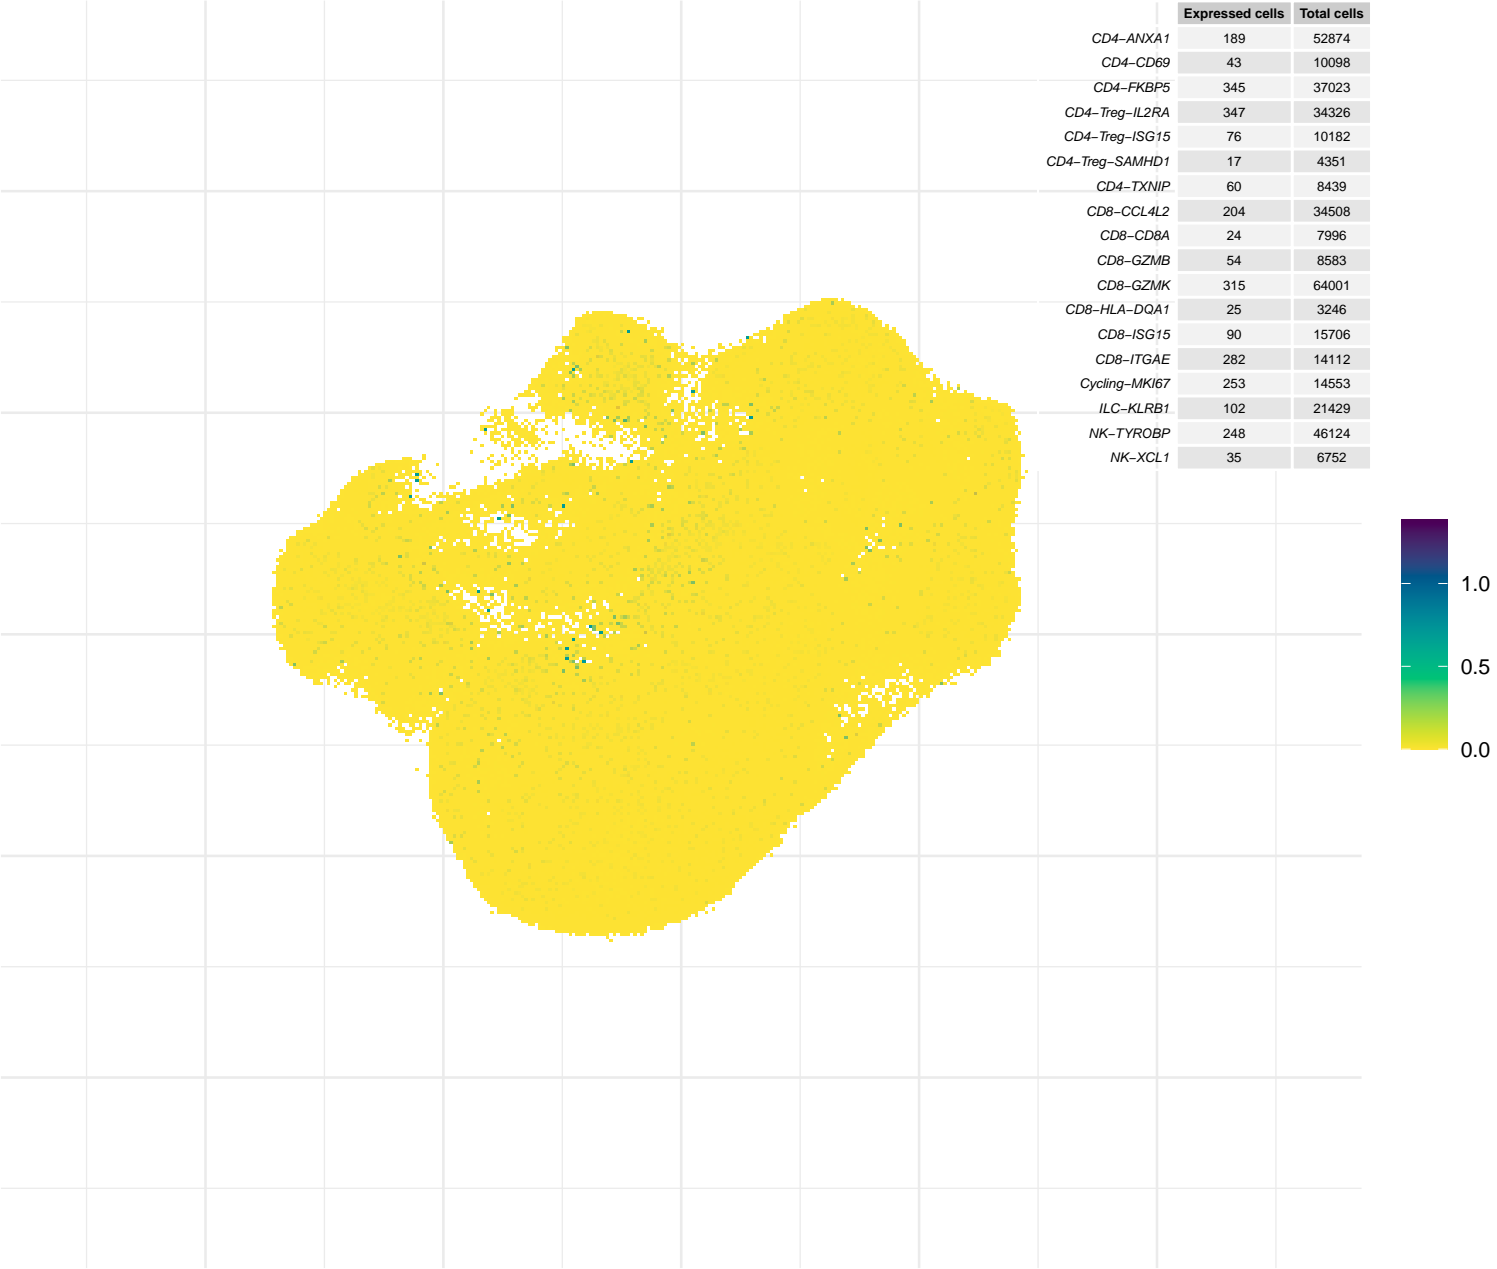 Expressed cells Total cells
CD4−ANXA1 189 52874
CD4−CD69 43 10098
CD4−FKBP5 345 37023
CD4−Treg−IL2RA 347 34326
CD4−Treg−ISG15 76 10182
CD4−Treg−SAMHD1 17 4351
CD4−TXNIP 60 8439
CD8−CCL4L2 204 34508
CD8−CD8A 24 7996
CD8−GZMB 54 8583
CD8−GZMK 315 64001
CD8−HLA−DQA1 25 3246
CD8−ISG15 90 15706
CD8−ITGAE 282 14112
Cycling−MKI67 253 14553
ILC−KLRB1 102 21429
NK−TYROBP 248 46124
NK−XCL1 35 6752
1.0
0.5
0.0